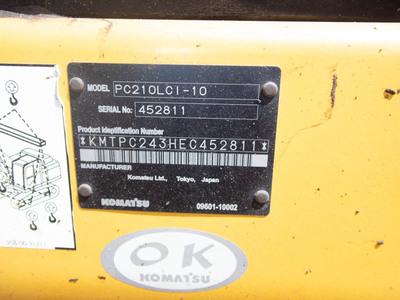 MODEL PC210LCI-10
SERIAL No. 452811
Product Identification Number
*KMTPC243HEC452811*
MANUFACTURER
Komatsu Ltd., Tokyo, Japan
KOMATSU 09601-10002
OK
KOMATSU